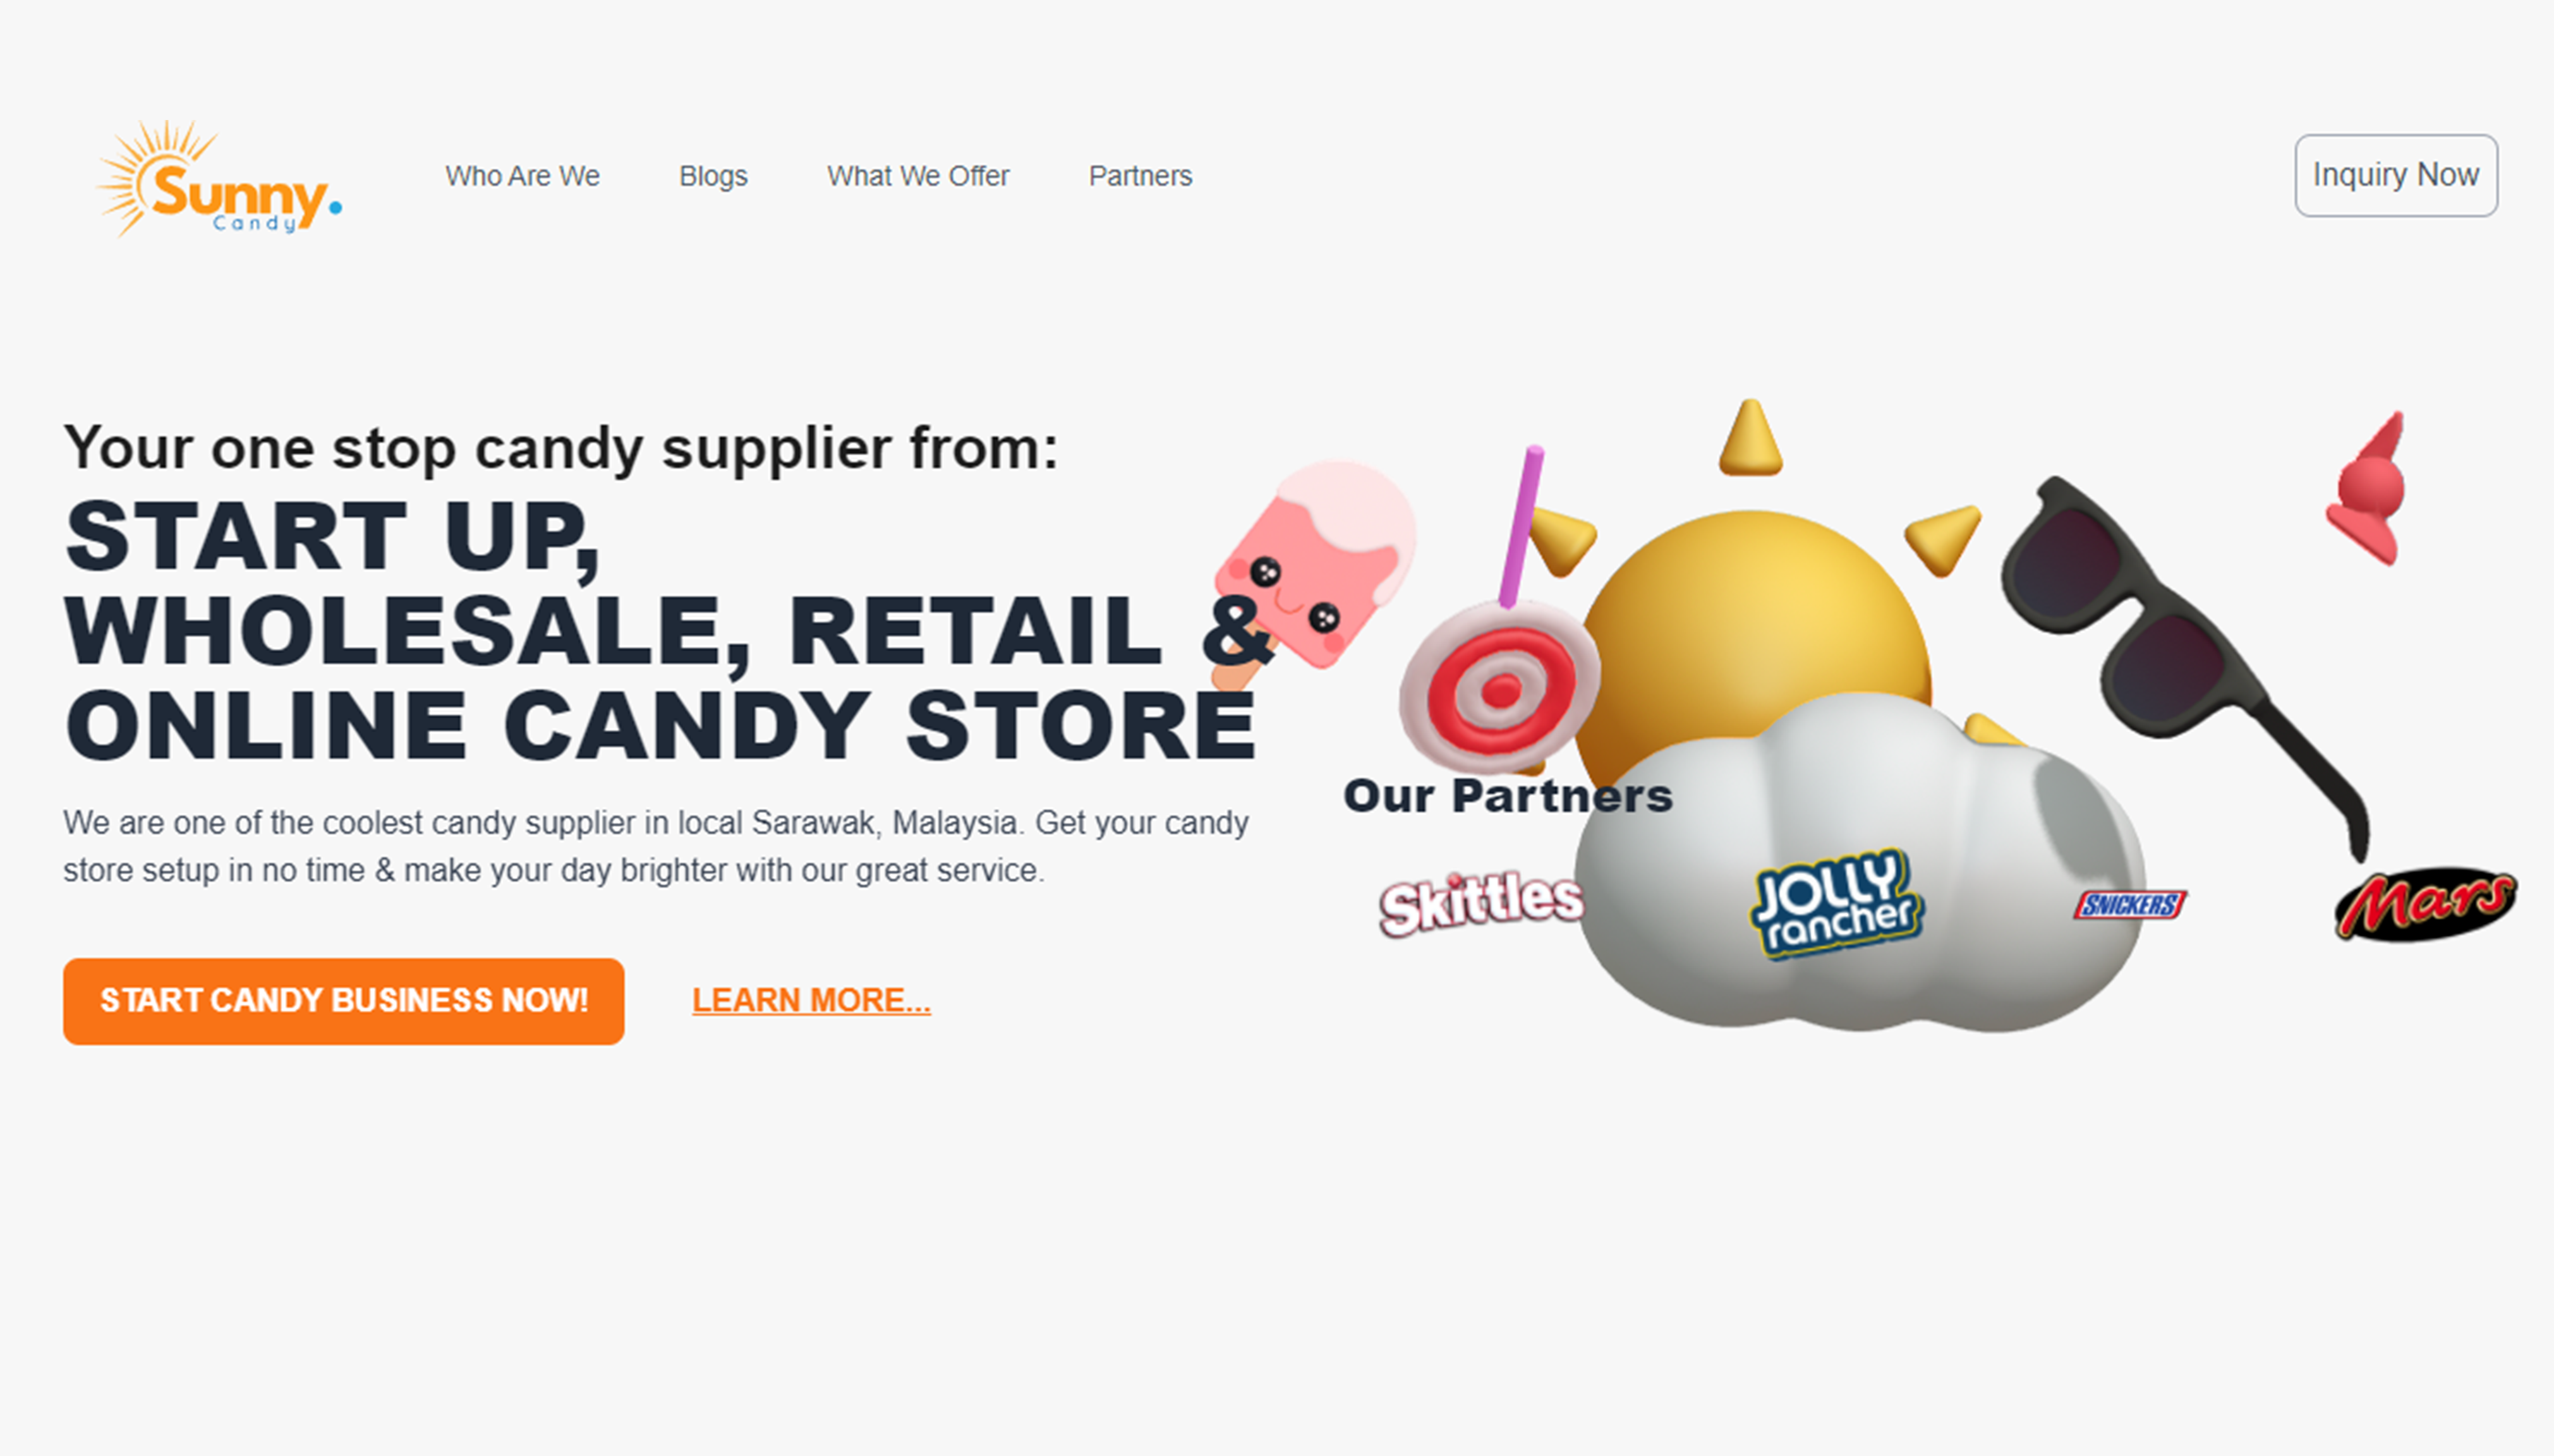 Sunny.
Candy
Who Are We
Blogs
What We Offer
Partners
Inquiry Now
Your one stop candy supplier from:
START UP,
WHOLESALE, RETAIL &
ONLINE CANDY STORE
We are one of the coolest candy supplier in local Sarawak, Malaysia. Get your candy
store setup in no time & make your day brighter with our great service.
START CANDY BUSINESS NOW!
LEARN MORE...
Our Partners
Skittles
JOLLY
rancher
SNICKERS
Mars